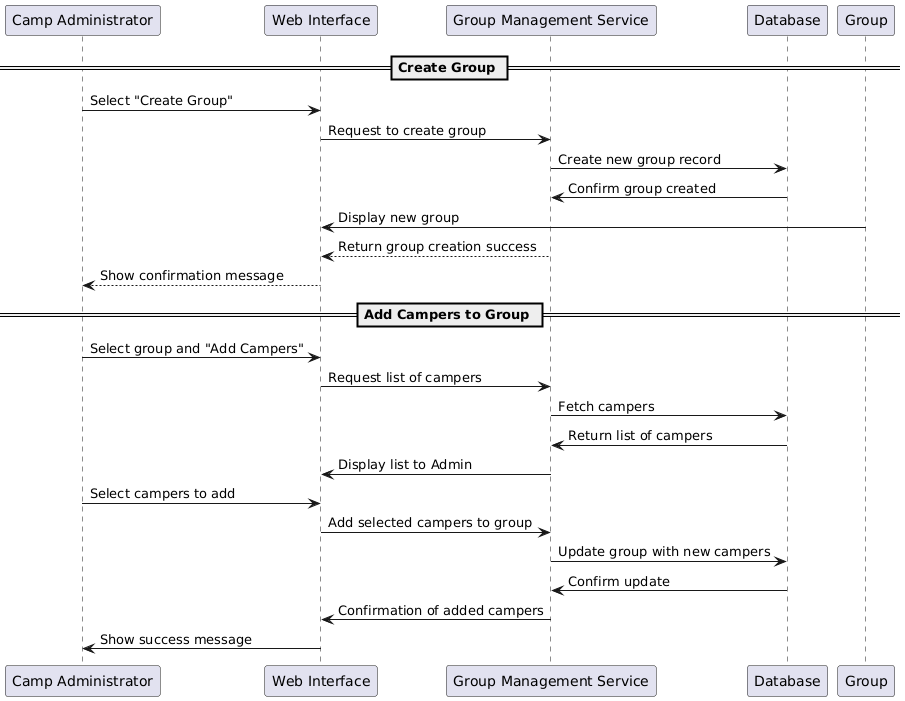 Camp Administrator Web Interface Group Management Service Database Group
Create Group
Select "Create Group"
Request to create group
Create new group record
Confirm group created
Display new group
Return group creation success
Show confirmation message
Add Campers to Group
Select group and "Add Campers"
Request list of campers
Fetch campers
Return list of campers
Display list to Admin
Select campers to add
Add selected campers to group
Update group with new campers
Confirm update
Confirmation of added campers
Show success message
Camp Administrator Web Interface Group Management Service Database Group